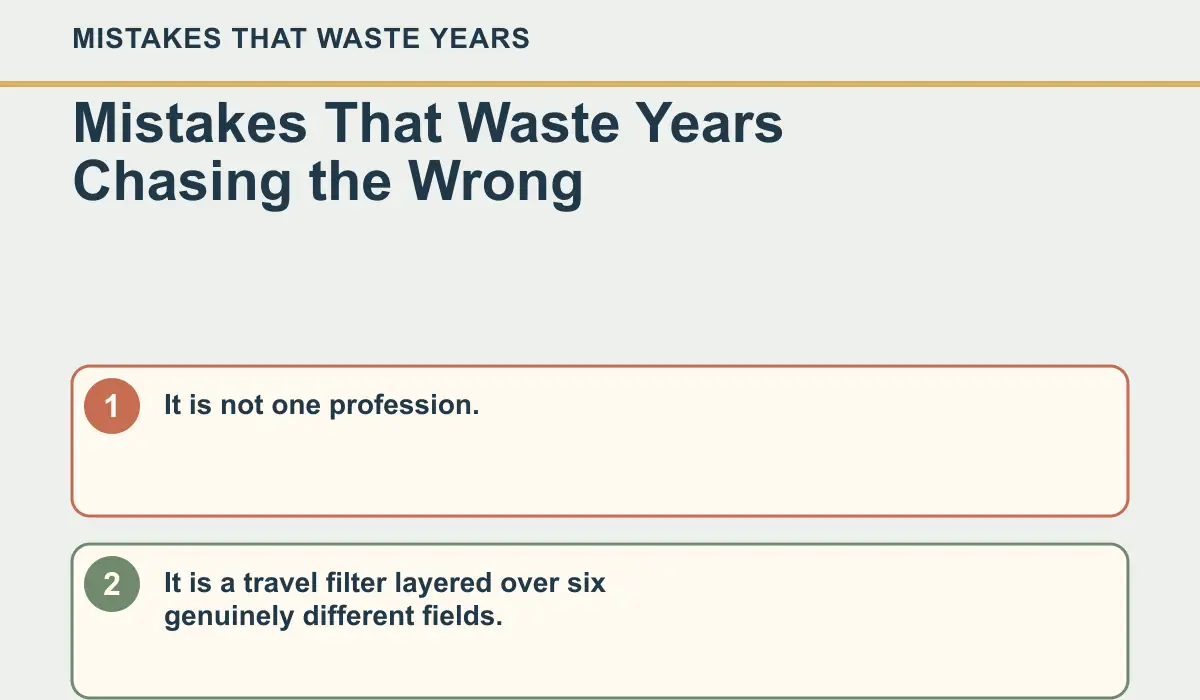 MISTAKES THAT WASTE YEARS
Mistakes That Waste Years
Chasing the Wrong
1
It is not one profession.
2
It is a travel filter layered over six
genuinely different fields.